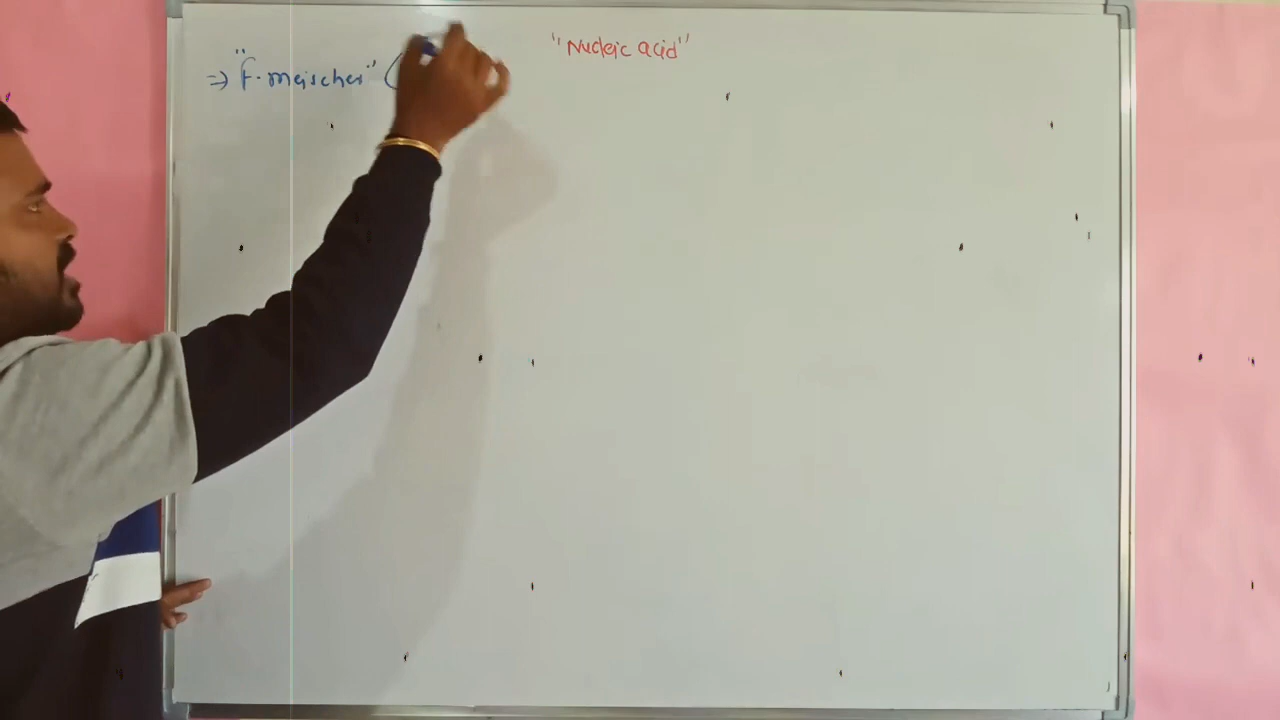 "Nucleic acid"
⇒ "F. meischer" (